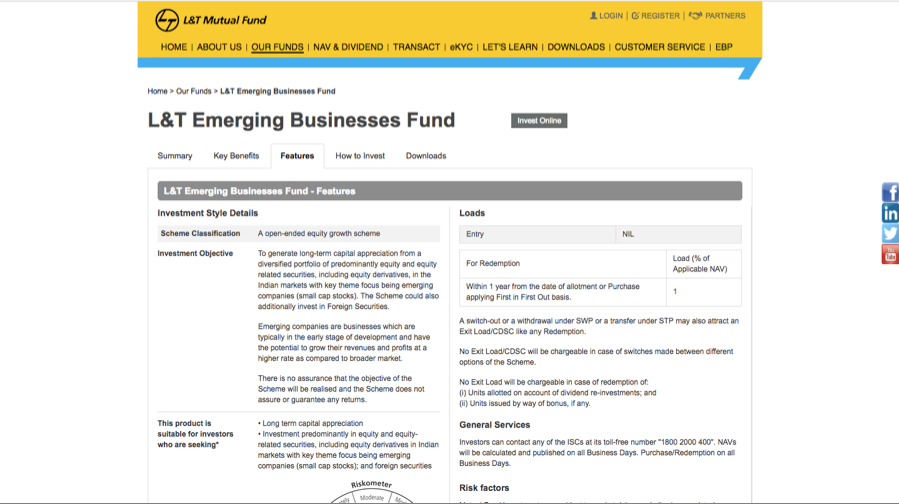 L&T Mutual Fund
LOGIN | REGISTER | PARTNERS
HOME | ABOUT US | OUR FUNDS | NAV & DIVIDEND | TRANSACT | eKYC | LET'S LEARN | DOWNLOADS | CUSTOMER SERVICE | EBP
Home > Our Funds > L&T Emerging Businesses Fund
L&T Emerging Businesses Fund
Invest Online
Summary Key Benefits Features How to Invest Downloads
L&T Emerging Businesses Fund - Features
Investment Style Details
Scheme Classification A open-ended equity growth scheme
Investment Objective To generate long-term capital appreciation from a
diversified portfolio of predominantly equity and equity
related securities, including equity derivatives, in the
Indian markets with key theme focus being emerging
companies (small cap stocks). The Scheme could also
additionally invest in Foreign Securities.
Emerging companies are businesses which are
typically in the early stage of development and have
the potential to grow their revenues and profits at a
higher rate as compared to broader market.
There is no assurance that the objective of the
Scheme will be realised and the Scheme does not
assure or guarantee any returns.
This product is
suitable for investors
who are seeking*
• Long term capital appreciation
• Investment predominantly in equity and equity-
related securities, including equity derivatives in Indian
markets with key theme focus being emerging
companies (small cap stocks); and foreign securities
Riskometer
Moderate
Loads
Entry NIL
For Redemption Load (% of
Applicable NAV)
Within 1 year from the date of allotment or Purchase
applying First in First Out basis.
1
A switch-out or a withdrawal under SWP or a transfer under STP may also attract an
Exit Load/CDSC like any Redemption.
No Exit Load/CDSC will be chargeable in case of switches made between different
options of the Scheme.
No Exit Load will be chargeable in case of redemption of:
(i) Units allotted on account of dividend re-investments; and
(ii) Units issued by way of bonus, if any.
General Services
Investors can contact any of the ISCs at its toll-free number "1800 2000 400". NAVs
will be calculated and published on all Business Days. Purchase/Redemption on all
Business Days.
Risk factors